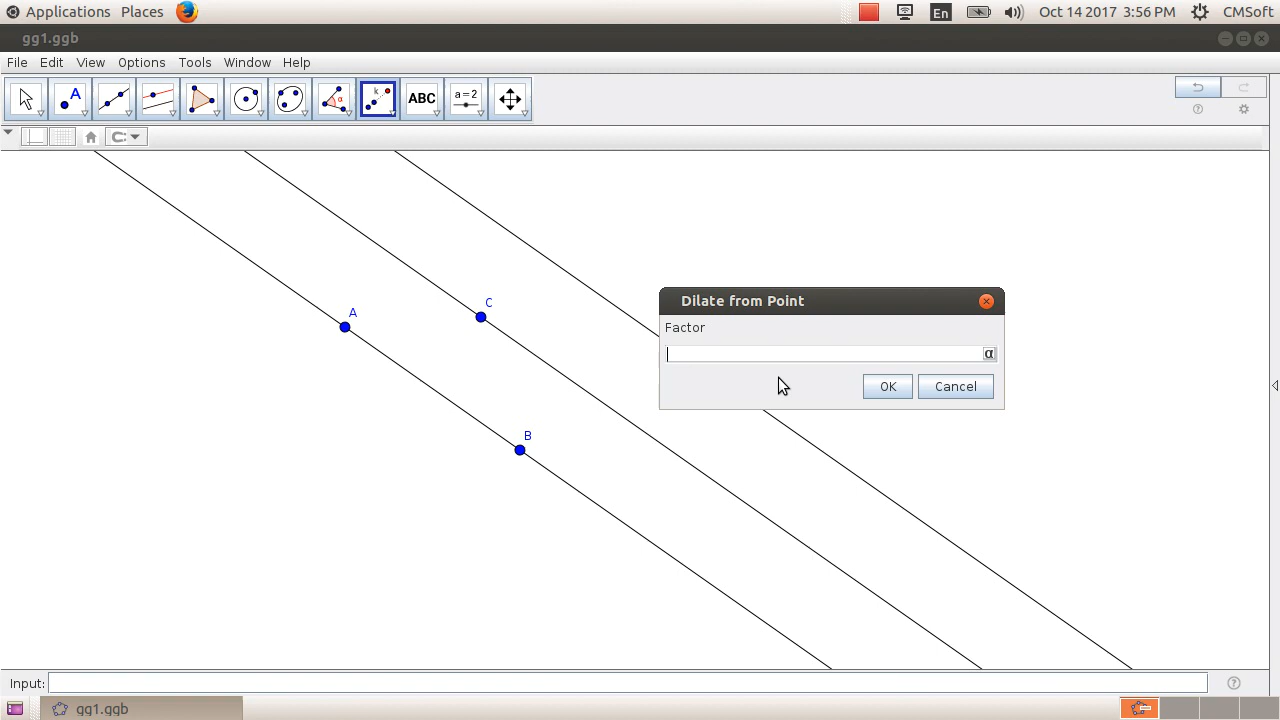 Applications Places En Oct 14 2017 3:56 PM CMSoft
gg1.ggb
File Edit View Options Tools Window Help
A α k ABC a=2
A
C
B
Dilate from Point
Factor
α
OK Cancel
Input:
gg1.ggb